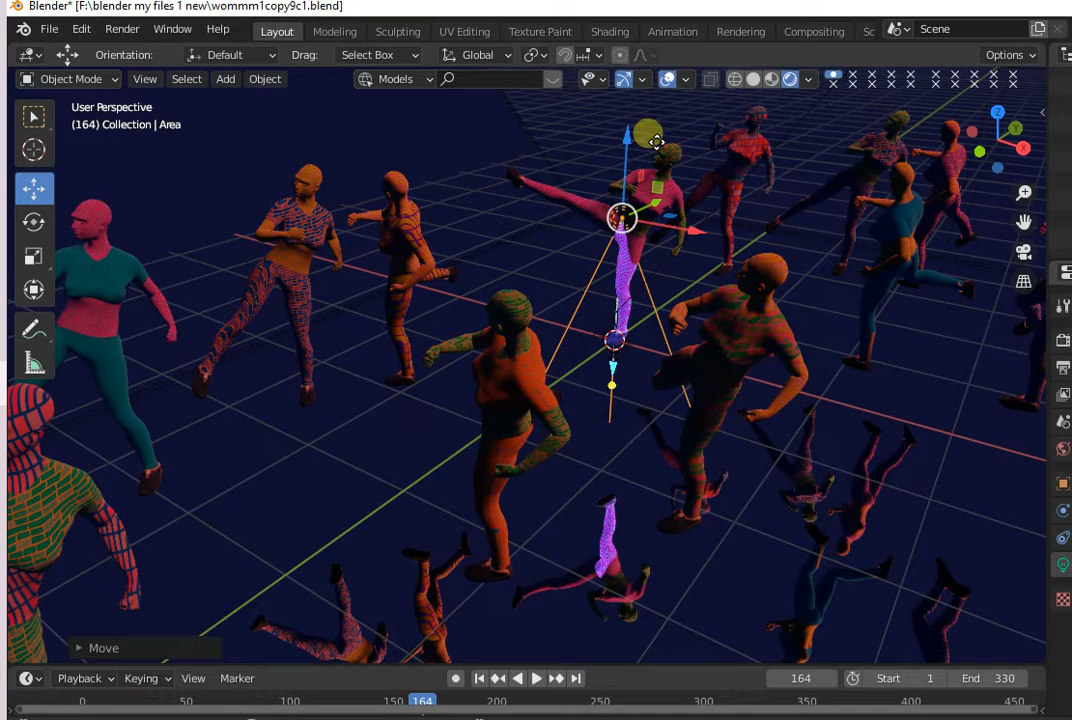 Blender* [F:\blender my files 1 new\wommm1copy9c1.blend]
File Edit Render Window Help Layout Modeling Sculpting UV Editing Texture Paint Shading Animation Rendering Compositing Sc Scene
Orientation: Default Drag: Select Box Global Options
Object Mode View Select Add Object Models
User Perspective
(164) Collection | Area
Z
Y
X
Move
Playback Keying View Marker 164 Start 1 End 330
0 50 100 150 164 200 250 300 350 400 450